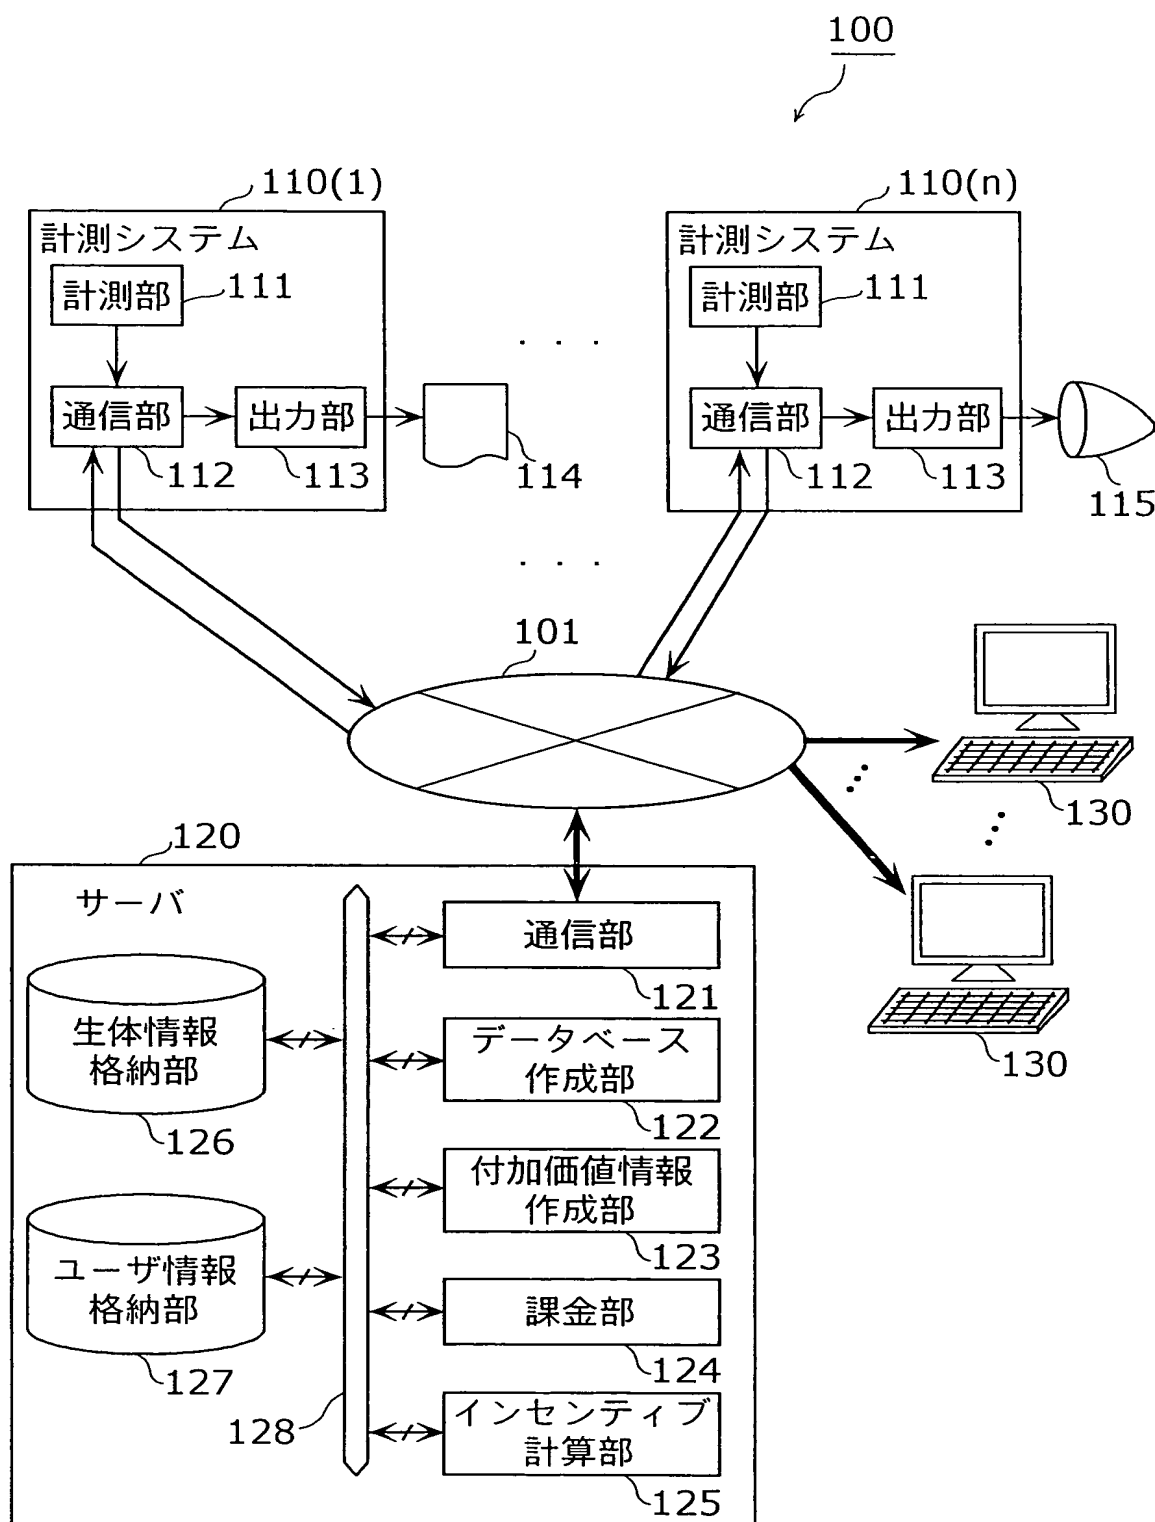 100
110(1)
計測システム
計測部
111
通信部
112
出力部
113
114
. . .
110(n)
計測システム
計測部
111
通信部
112
出力部
113
115
. . .
101
130
130
120
サーバ
通信部
121
生体情報
格納部
126
データベース
作成部
122
付加価値情報
作成部
123
ユーザ情報
格納部
127
課金部
124
128
インセンティブ
計算部
125